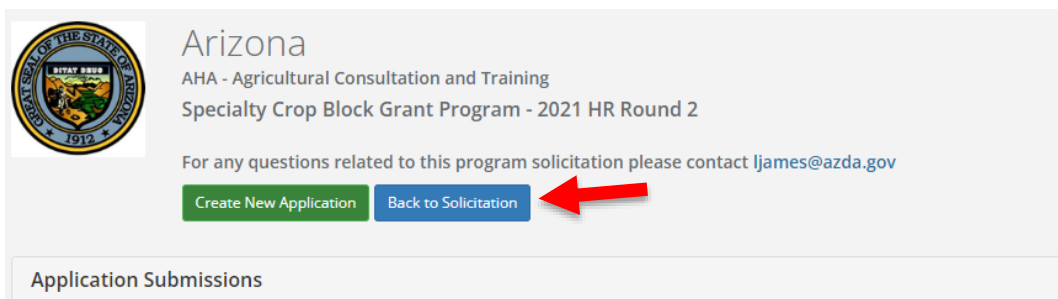 GREAT SEAL OF THE STATE OF ARIZONA
DITAT DEUS
1912
Arizona
AHA - Agricultural Consultation and Training
Specialty Crop Block Grant Program - 2021 HR Round 2
For any questions related to this program solicitation please contact ljames@azda.gov
Create New Application
Back to Solicitation
Application Submissions